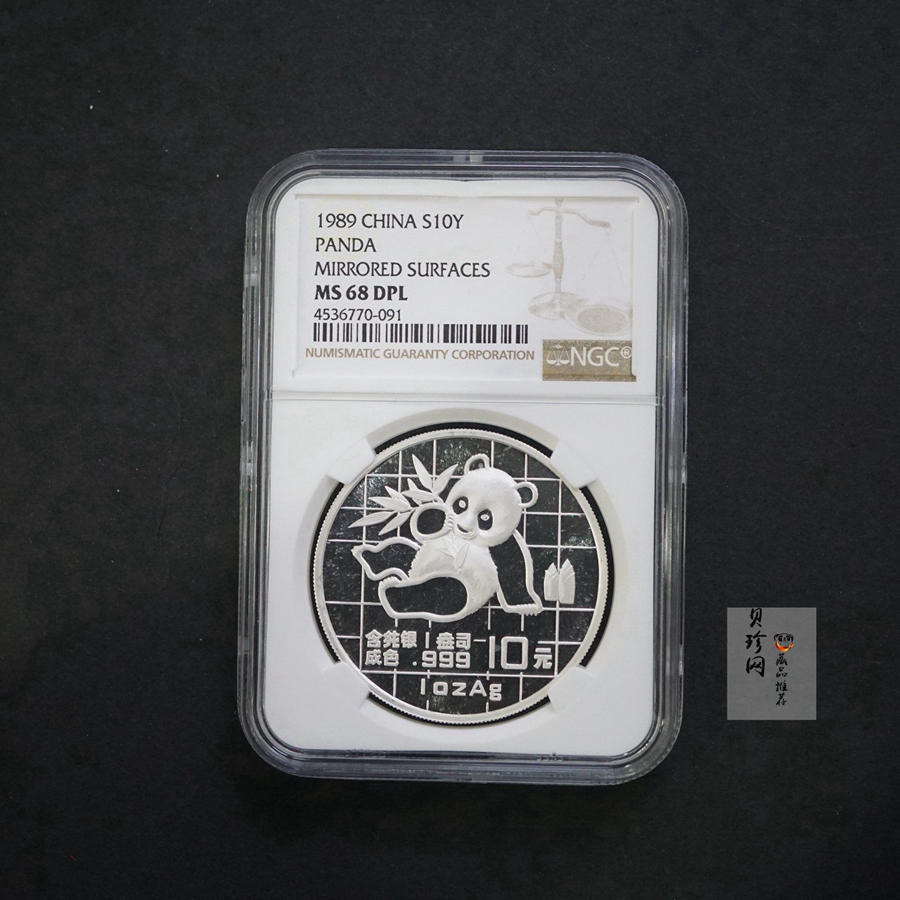 1989 CHINA S10Y
PANDA
MIRRORED SURFACES
MS 68 DPL
4536770-091
NUMISMATIC GUARANTY CORPORATION
NGC®
含纯银 1 盎司
成色 .999
10元
1ozAg
贝珍网
藏品推荐